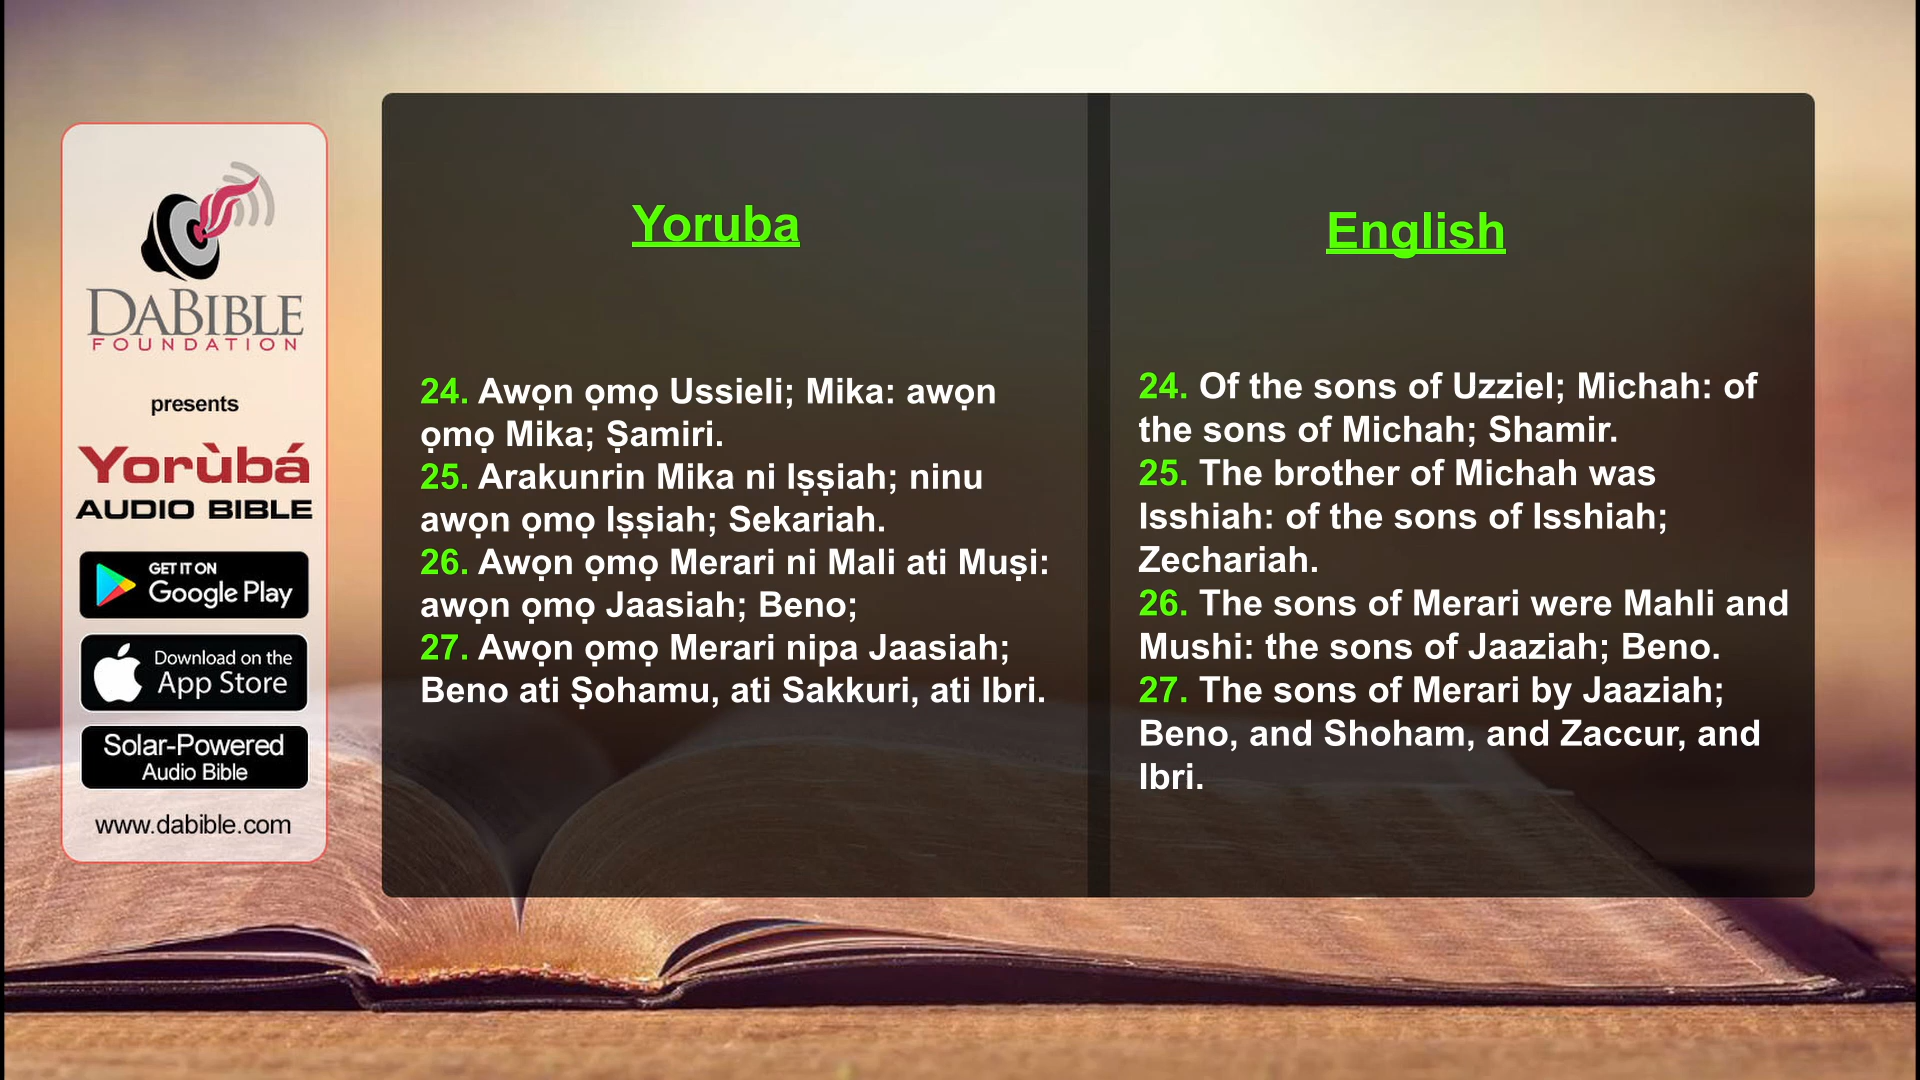 DABIBLE
FOUNDATION
presents
Yorùbá
AUDIO BIBLE
GET IT ON
Google Play
Download on the
App Store
Solar-Powered
Audio Bible
www.dabible.com
Yoruba
24. Awọn ọmọ Ussieli; Mika: awọn
ọmọ Mika; Ṣamiri.
25. Arakunrin Mika ni Iṣṣiah; ninu
awọn ọmọ Iṣṣiah; Sekariah.
26. Awọn ọmọ Merari ni Mali ati Muṣi:
awọn ọmọ Jaasiah; Beno;
27. Awọn ọmọ Merari nipa Jaasiah;
Beno ati Ṣohamu, ati Sakkuri, ati Ibri.
English
24. Of the sons of Uzziel; Michah: of
the sons of Michah; Shamir.
25. The brother of Michah was
Isshiah: of the sons of Isshiah;
Zechariah.
26. The sons of Merari were Mahli and
Mushi: the sons of Jaaziah; Beno.
27. The sons of Merari by Jaaziah;
Beno, and Shoham, and Zaccur, and
Ibri.